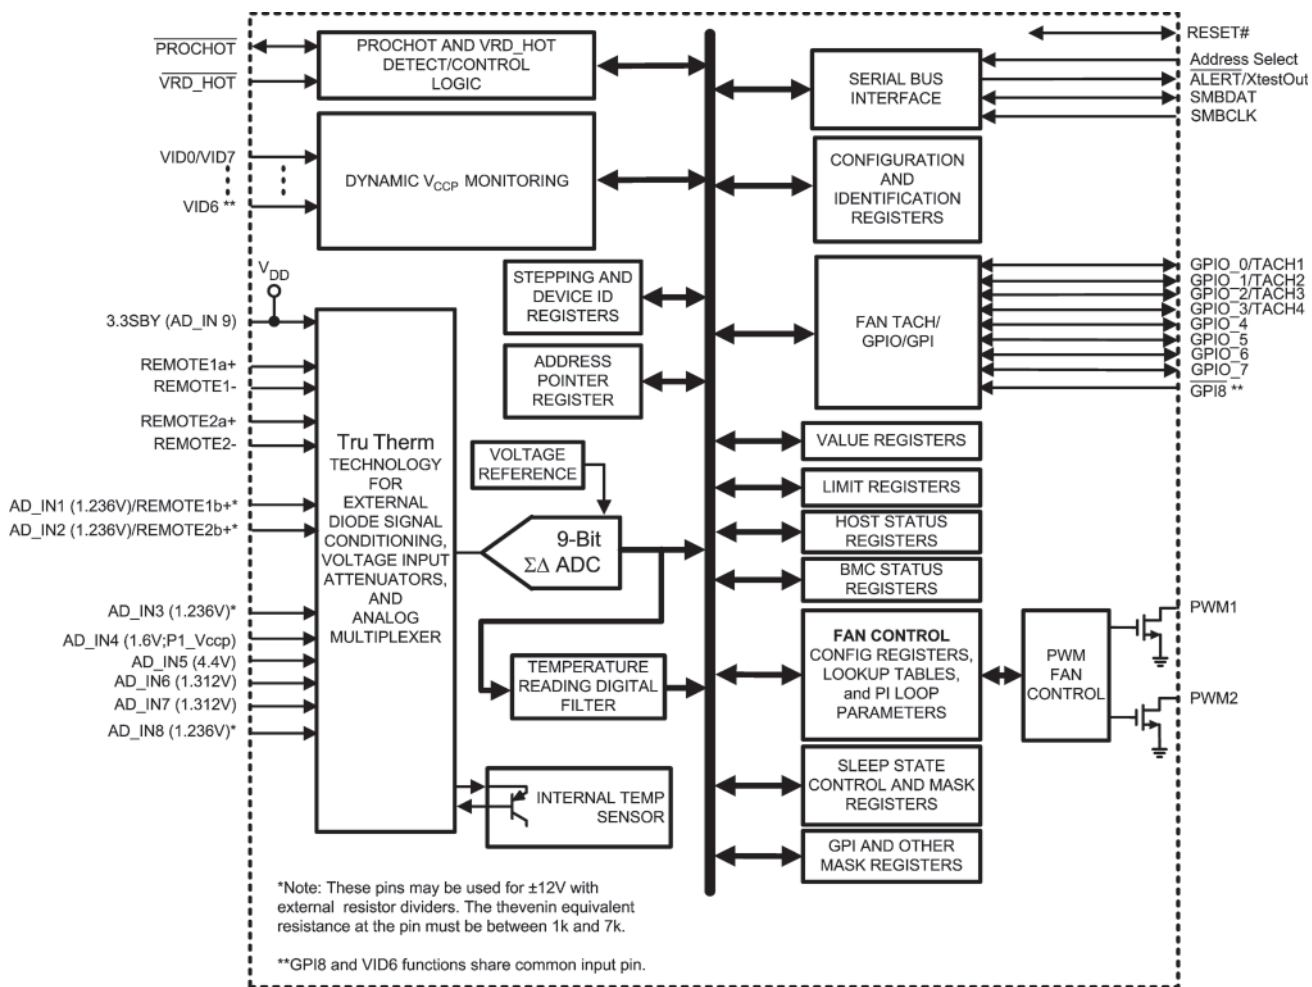 PROCHOT
VRD_HOT
PROCHOT AND VRD_HOT
DETECT/CONTROL
LOGIC
VID0/VID7
VID6 **
DYNAMIC VCCP MONITORING
VDD
3.3SBY (AD_IN 9)
REMOTE1a+
REMOTE1-
REMOTE2a+
REMOTE2-
AD_IN1 (1.236V)/REMOTE1b+*
AD_IN2 (1.236V)/REMOTE2b+*
AD_IN3 (1.236V)*
AD_IN4 (1.6V;P1_Vccp)
AD_IN5 (4.4V)
AD_IN6 (1.312V)
AD_IN7 (1.312V)
AD_IN8 (1.236V)*
Tru Therm
TECHNOLOGY
FOR
EXTERNAL
DIODE SIGNAL
CONDITIONING,
VOLTAGE INPUT
ATTENUATORS,
AND
ANALOG
MULTIPLEXER
STEPPING AND
DEVICE ID
REGISTERS
ADDRESS
POINTER
REGISTER
VOLTAGE
REFERENCE
9-Bit
ΣΔ ADC
TEMPERATURE
READING DIGITAL
FILTER
INTERNAL TEMP
SENSOR
SERIAL BUS
INTERFACE
CONFIGURATION
AND
IDENTIFICATION
REGISTERS
FAN TACH/
GPIO/GPI
VALUE REGISTERS
LIMIT REGISTERS
HOST STATUS
REGISTERS
BMC STATUS
REGISTERS
FAN CONTROL
CONFIG REGISTERS,
LOOKUP TABLES,
and PI LOOP
PARAMETERS
SLEEP STATE
CONTROL AND MASK
REGISTERS
GPI AND OTHER
MASK REGISTERS
PWM
FAN
CONTROL
RESET#
Address Select
ALERT/XtestOut
SMBDAT
SMBCLK
GPIO_0/TACH1
GPIO_1/TACH2
GPIO_2/TACH3
GPIO_3/TACH4
GPIO_4
GPIO_5
GPIO_6
GPIO_7
GPI8 **
PWM1
PWM2
*Note: These pins may be used for ±12V with
external resistor dividers. The thevenin equivalent
resistance at the pin must be between 1k and 7k.
**GPI8 and VID6 functions share common input pin.